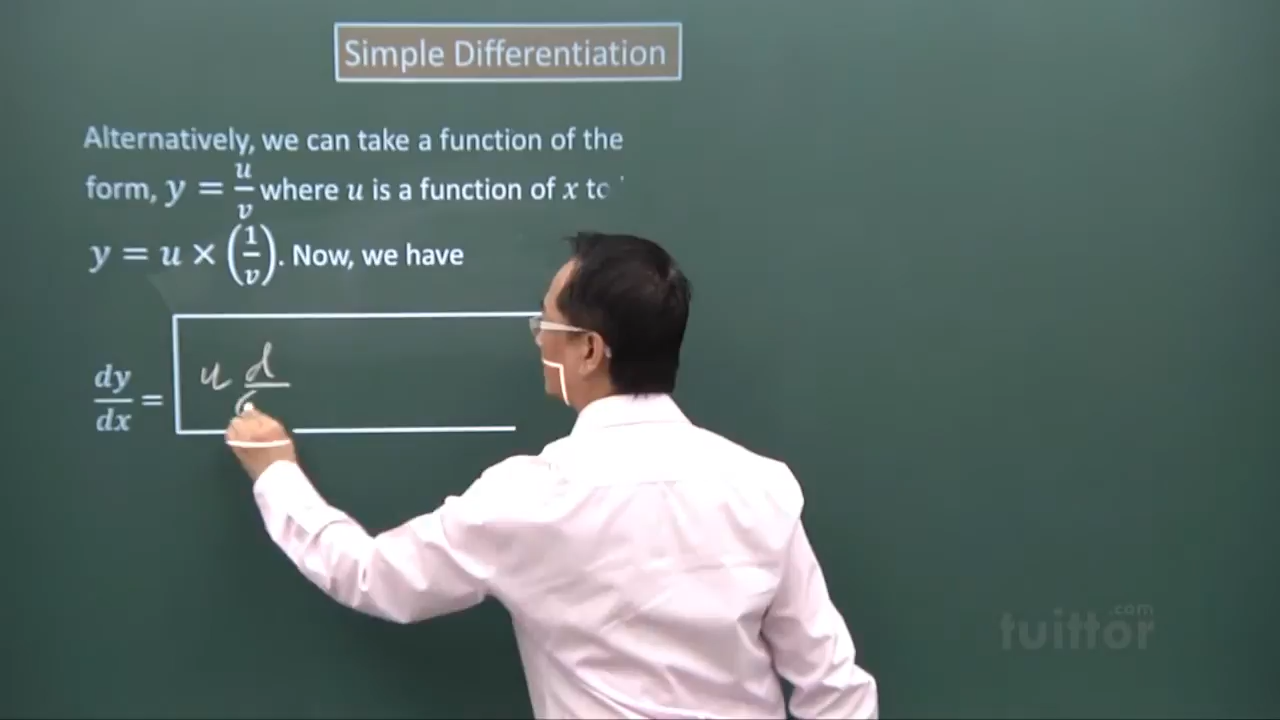 Simple Differentiation
Alternatively, we can take a function of the
form, y = u/v where u is a function of x to
y = u × (1/v). Now, we have
dy/dx = u d
tuittor.com